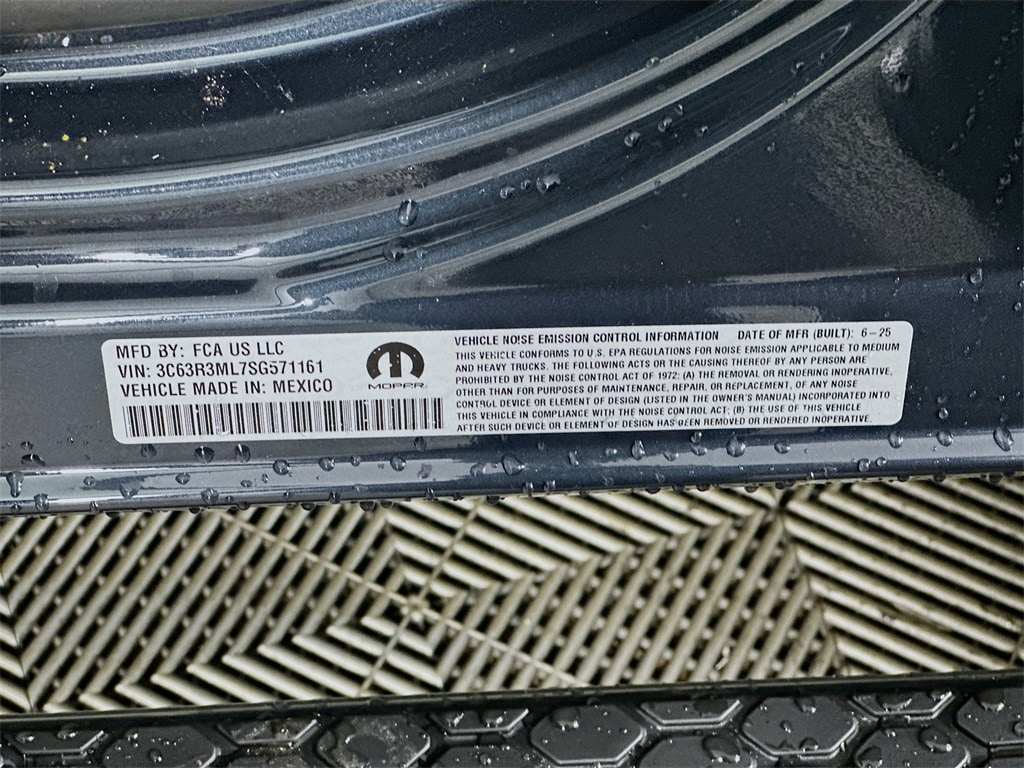 MFD BY: FCA US LLC
VIN: 3C63R3ML7SG571161
VEHICLE MADE IN: MEXICO
MOPAR
VEHICLE NOISE EMISSION CONTROL INFORMATION DATE OF MFR (BUILT): 6-25
THIS VEHICLE CONFORMS TO U.S. EPA REGULATIONS FOR NOISE EMISSION APPLICABLE TO MEDIUM
AND HEAVY TRUCKS. THE FOLLOWING ACTS OR THE CAUSING THEREOF BY ANY PERSON ARE
PROHIBITED BY THE NOISE CONTROL ACT OF 1972: (A) THE REMOVAL OR RENDERING INOPERATIVE,
OTHER THAN FOR PURPOSES OF MAINTENANCE, REPAIR, OR REPLACEMENT, OF ANY NOISE
CONTROL DEVICE OR ELEMENT OF DESIGN (LISTED IN THE OWNER'S MANUAL) INCORPORATED INTO
THIS VEHICLE IN COMPLIANCE WITH THE NOISE CONTROL ACT; (B) THE USE OF THIS VEHICLE
AFTER SUCH DEVICE OR ELEMENT OF DESIGN HAS BEEN REMOVED OR RENDERED INOPERATIVE.